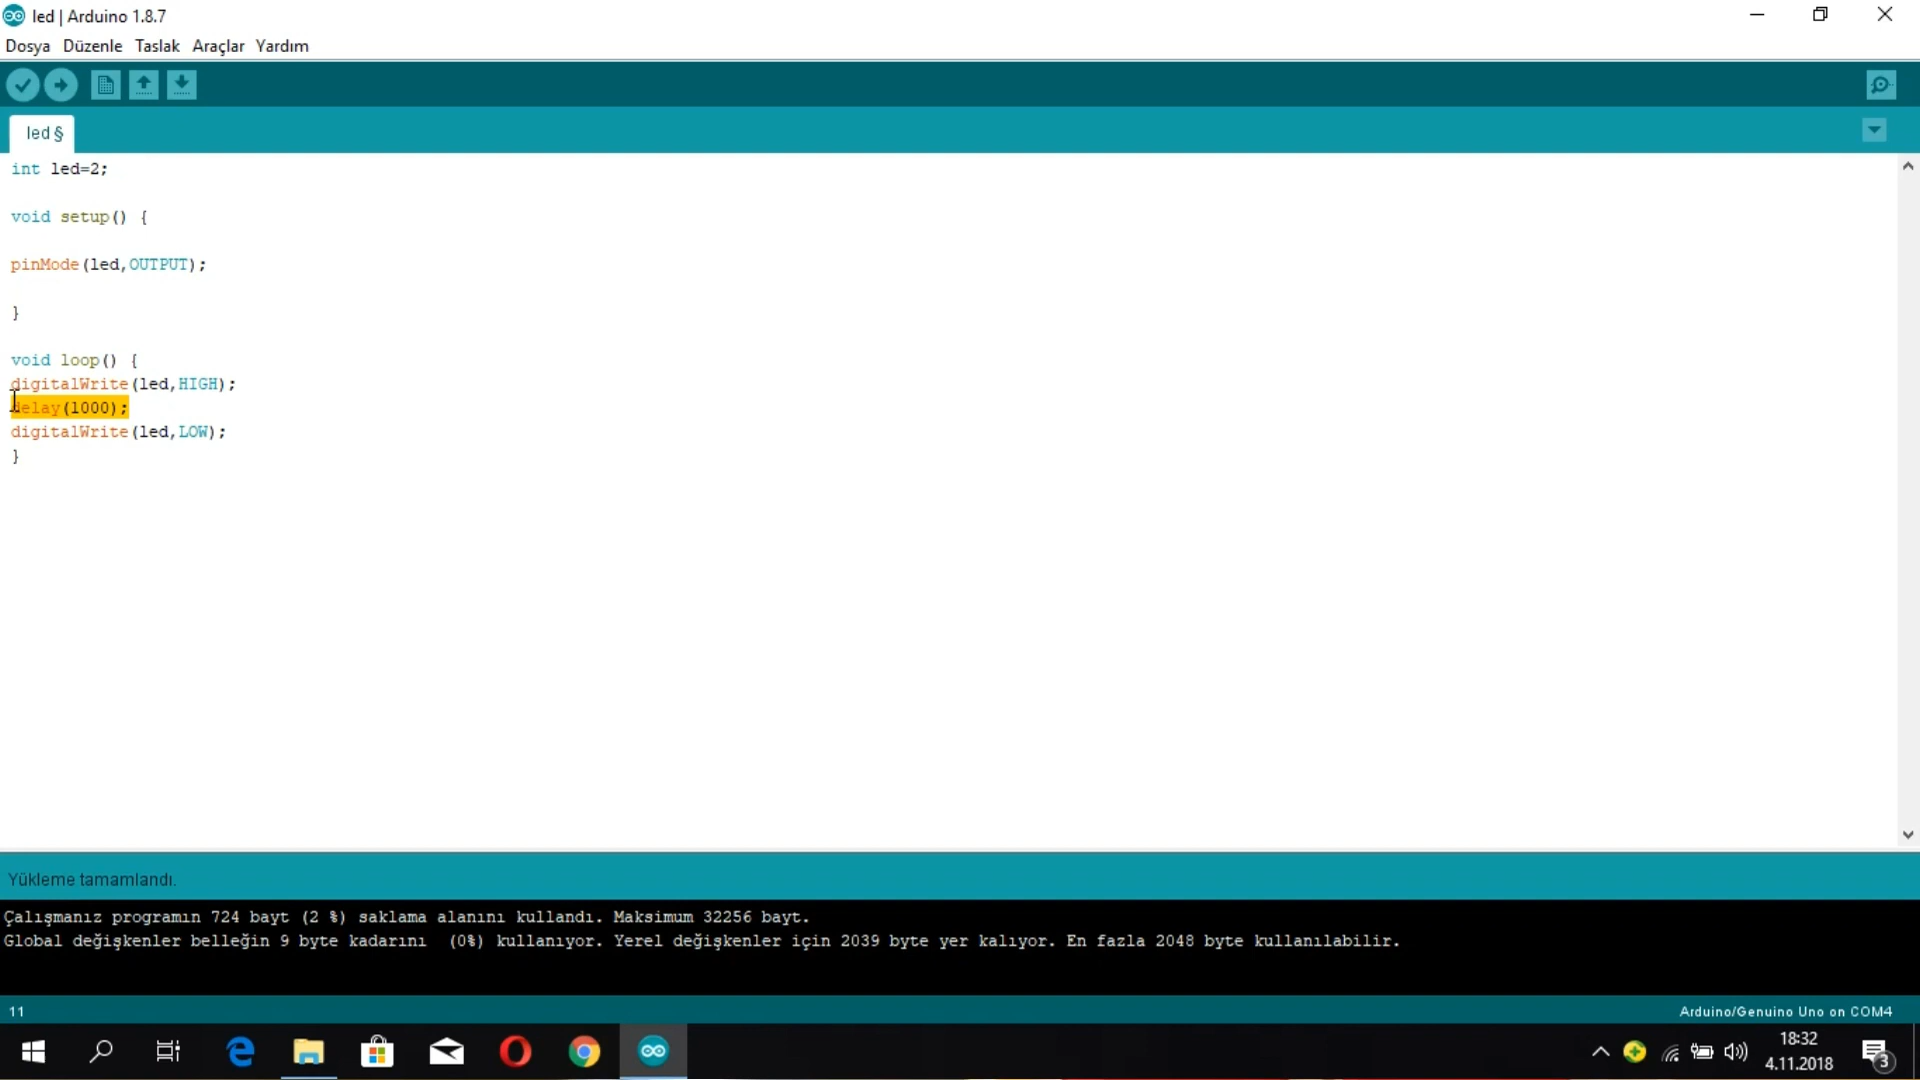 led | Arduino 1.8.7
Dosya Düzenle Taslak Araçlar Yardım
led §
int led=2;
void setup() {
pinMode(led,OUTPUT);
}
void loop() {
digitalWrite(led,HIGH);
delay(1000);
digitalWrite(led,LOW);
}
Yükleme tamamlandı.
Çalışmanız programın 724 bayt (2 %) saklama alanını kullandı. Maksimum 32256 bayt.
Global değişkenler belleğin 9 byte kadarını (0%) kullanıyor. Yerel değişkenler için 2039 byte yer kalıyor. En fazla 2048 byte kullanılabilir.
11
Arduino/Genuino Uno on COM4
18:32
4.11.2018
3